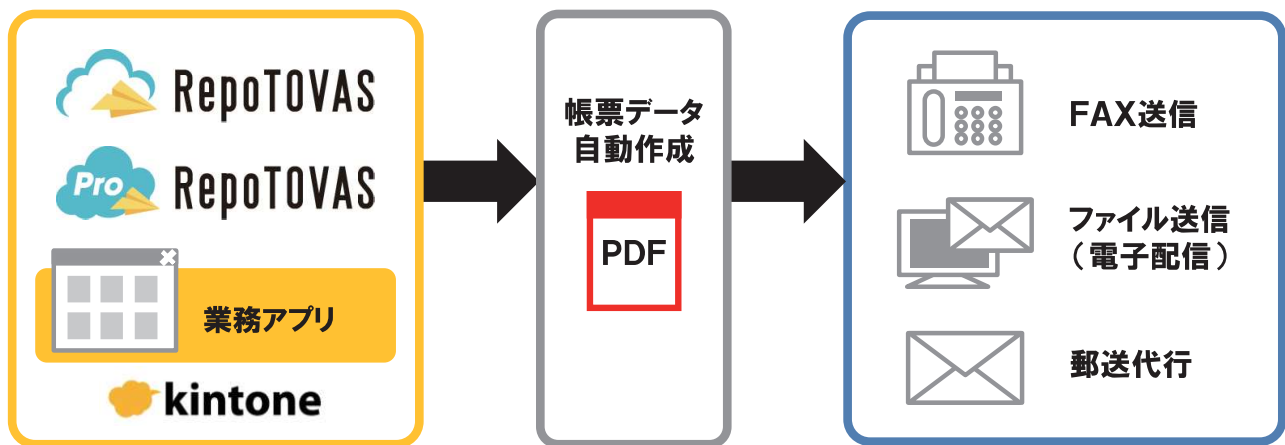 RepoTOVAS
Pro
RepoTOVAS
業務アプリ
kintone
帳票データ
自動作成
PDF
FAX送信
ファイル送信
（電子配信）
郵送代行